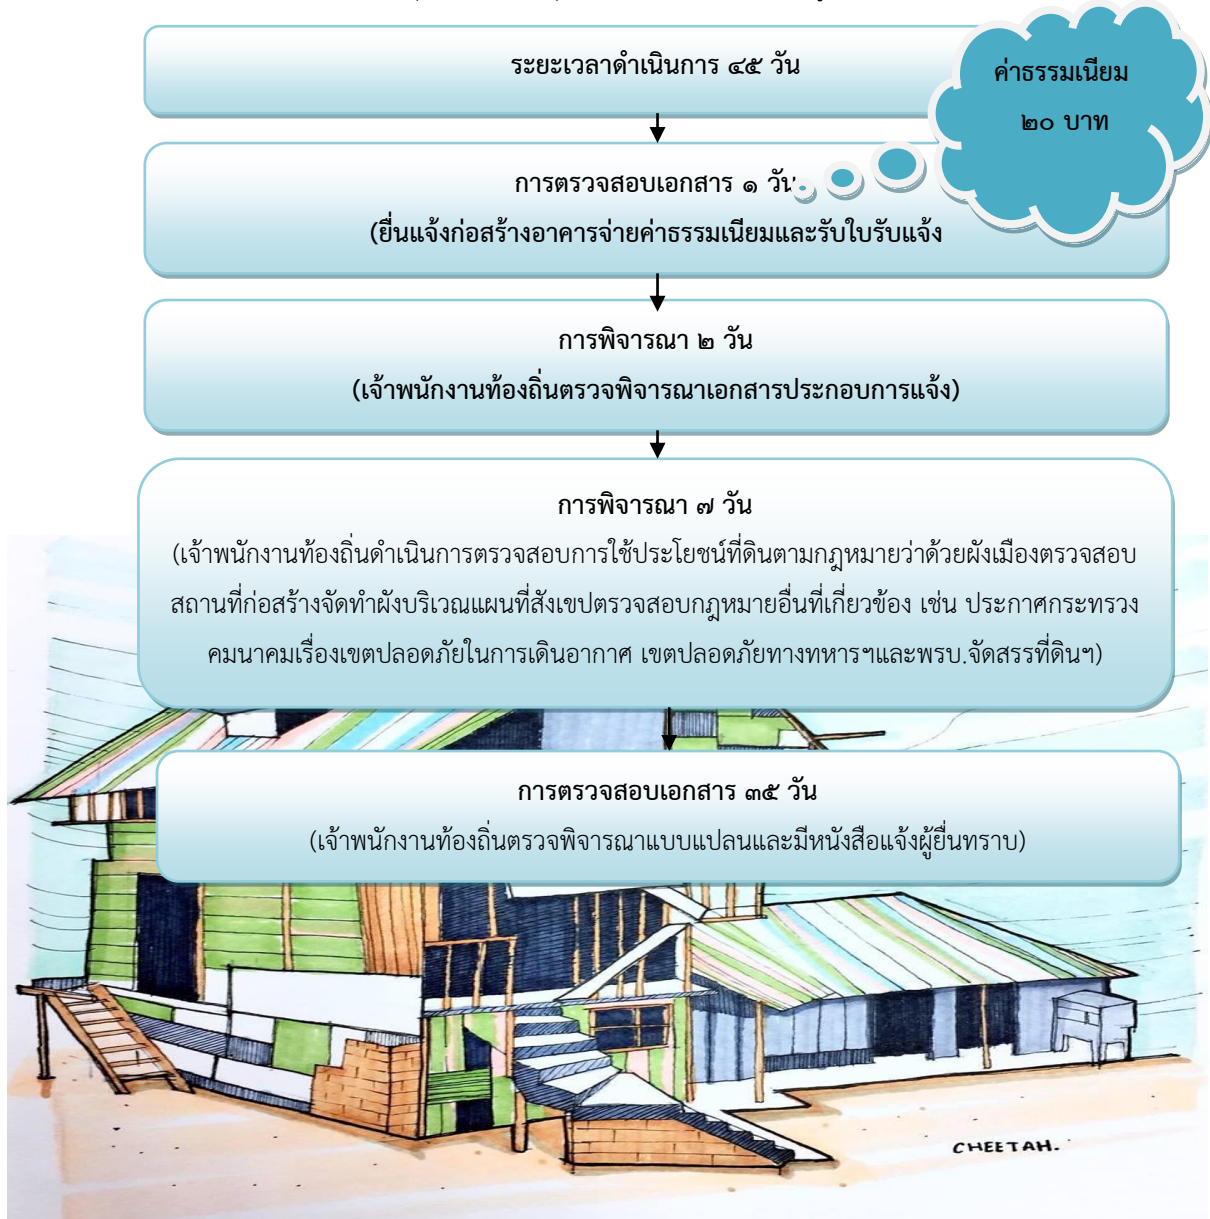 ระยะเวลาดำเนินการ ๔๕ วัน
ค่าธรรมเนียม
๒๐ บาท
การตรวจสอบเอกสาร ๑ วัน
(ยื่นแจ้งก่อสร้างอาคารจ่ายค่าธรรมเนียมและรับใบรับแจ้ง
การพิจารณา ๒ วัน
(เจ้าพนักงานท้องถิ่นตรวจพิจารณาเอกสารประกอบการแจ้ง)
การพิจารณา ๗ วัน
(เจ้าพนักงานท้องถิ่นดำเนินการตรวจสอบการใช้ประโยชน์ที่ดินตามกฎหมายว่าด้วยผังเมืองตรวจสอบ
สถานที่ก่อสร้างจัดทำผังบริเวณแผนที่สังเขปตรวจสอบกฎหมายอื่นที่เกี่ยวข้อง เช่น ประกาศกระทรวง
คมนาคมเรื่องเขตปลอดภัยในการเดินอากาศ เขตปลอดภัยทางทหารฯและพรบ.จัดสรรที่ดินฯ)
การตรวจสอบเอกสาร ๓๕ วัน
(เจ้าพนักงานท้องถิ่นตรวจพิจารณาแบบแปลนและมีหนังสือแจ้งผู้ยื่นทราบ)
CHEETAH.